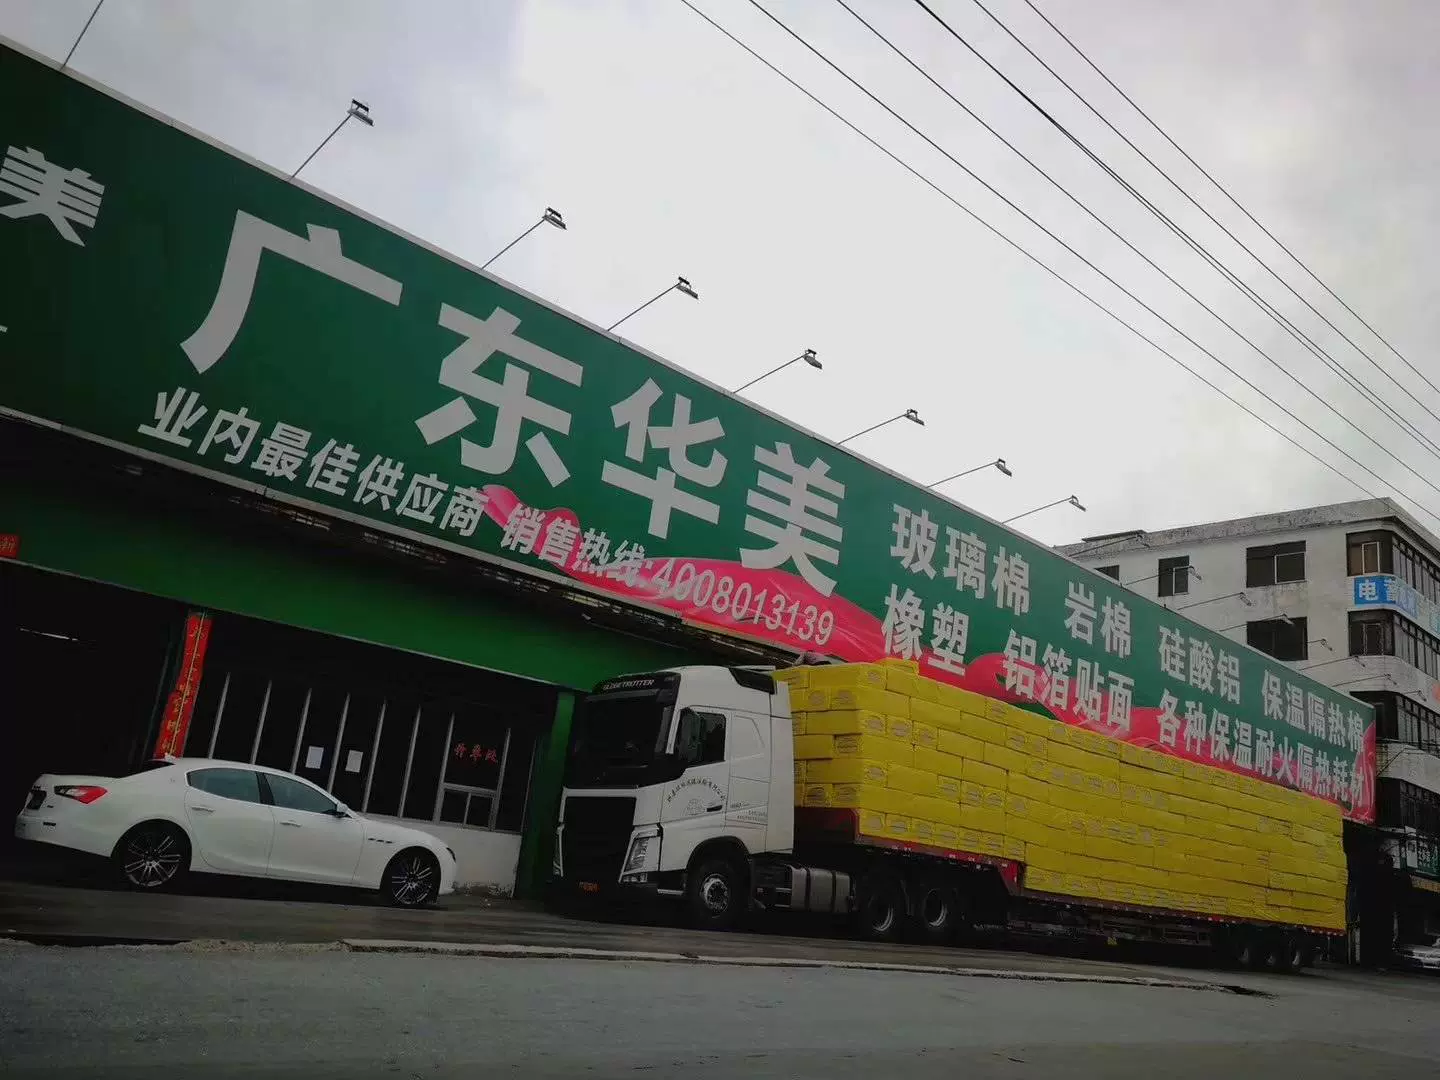 美
广东华美
业内最佳供应商 销售热线:4008013139
玻璃棉 岩棉 硅酸铝 保温隔热棉
橡塑 铝箔贴面 各种保温耐火隔热耗材
GLOBETROTTER
电蓄